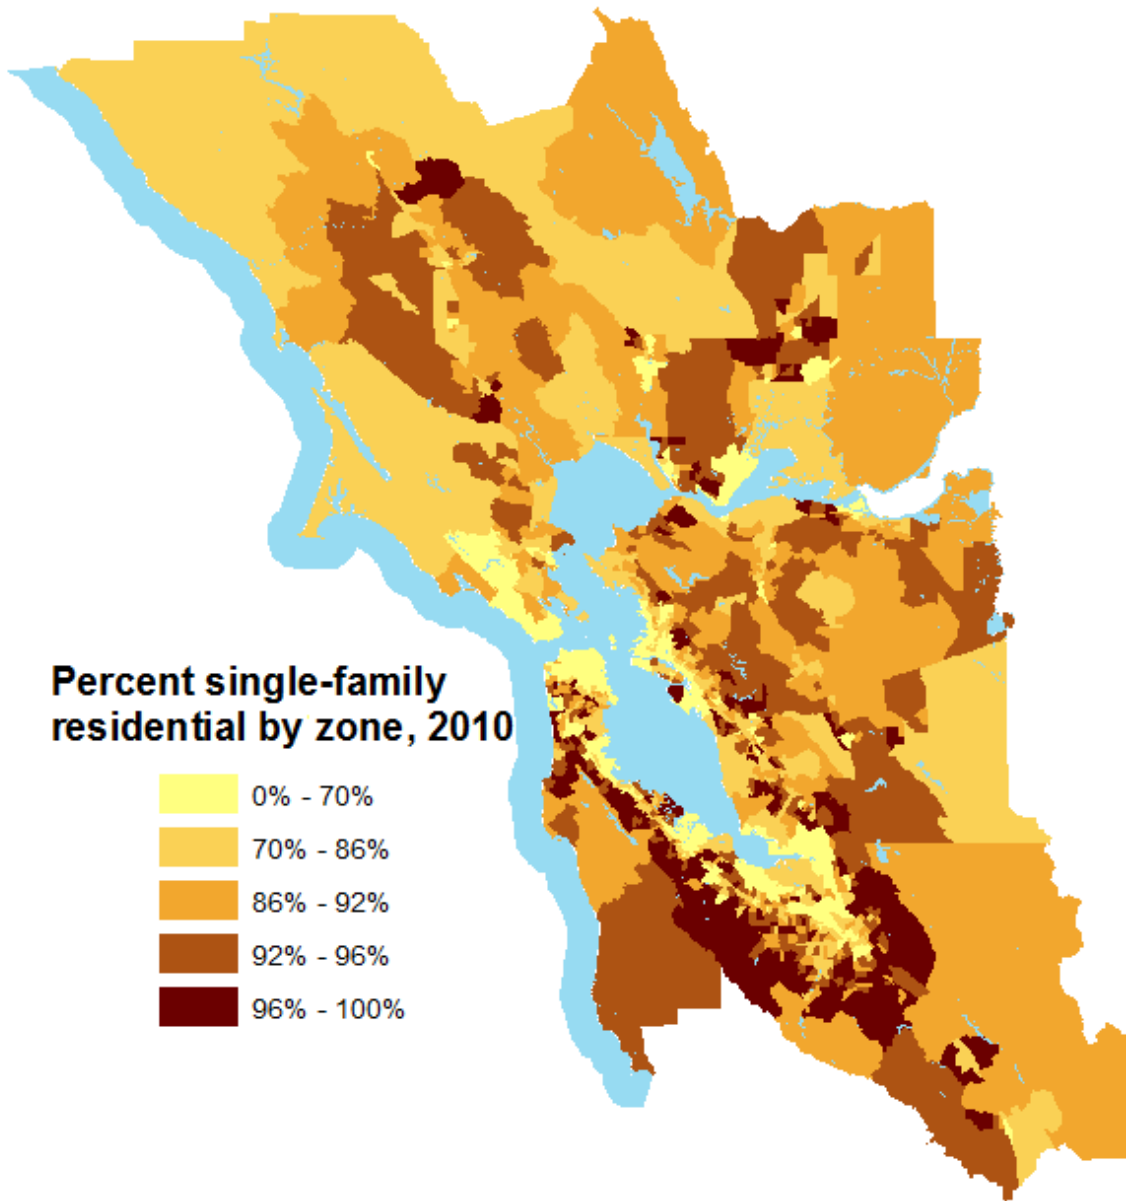 Percent single-family
residential by zone, 2010
0% - 70%
70% - 86%
86% - 92%
92% - 96%
96% - 100%